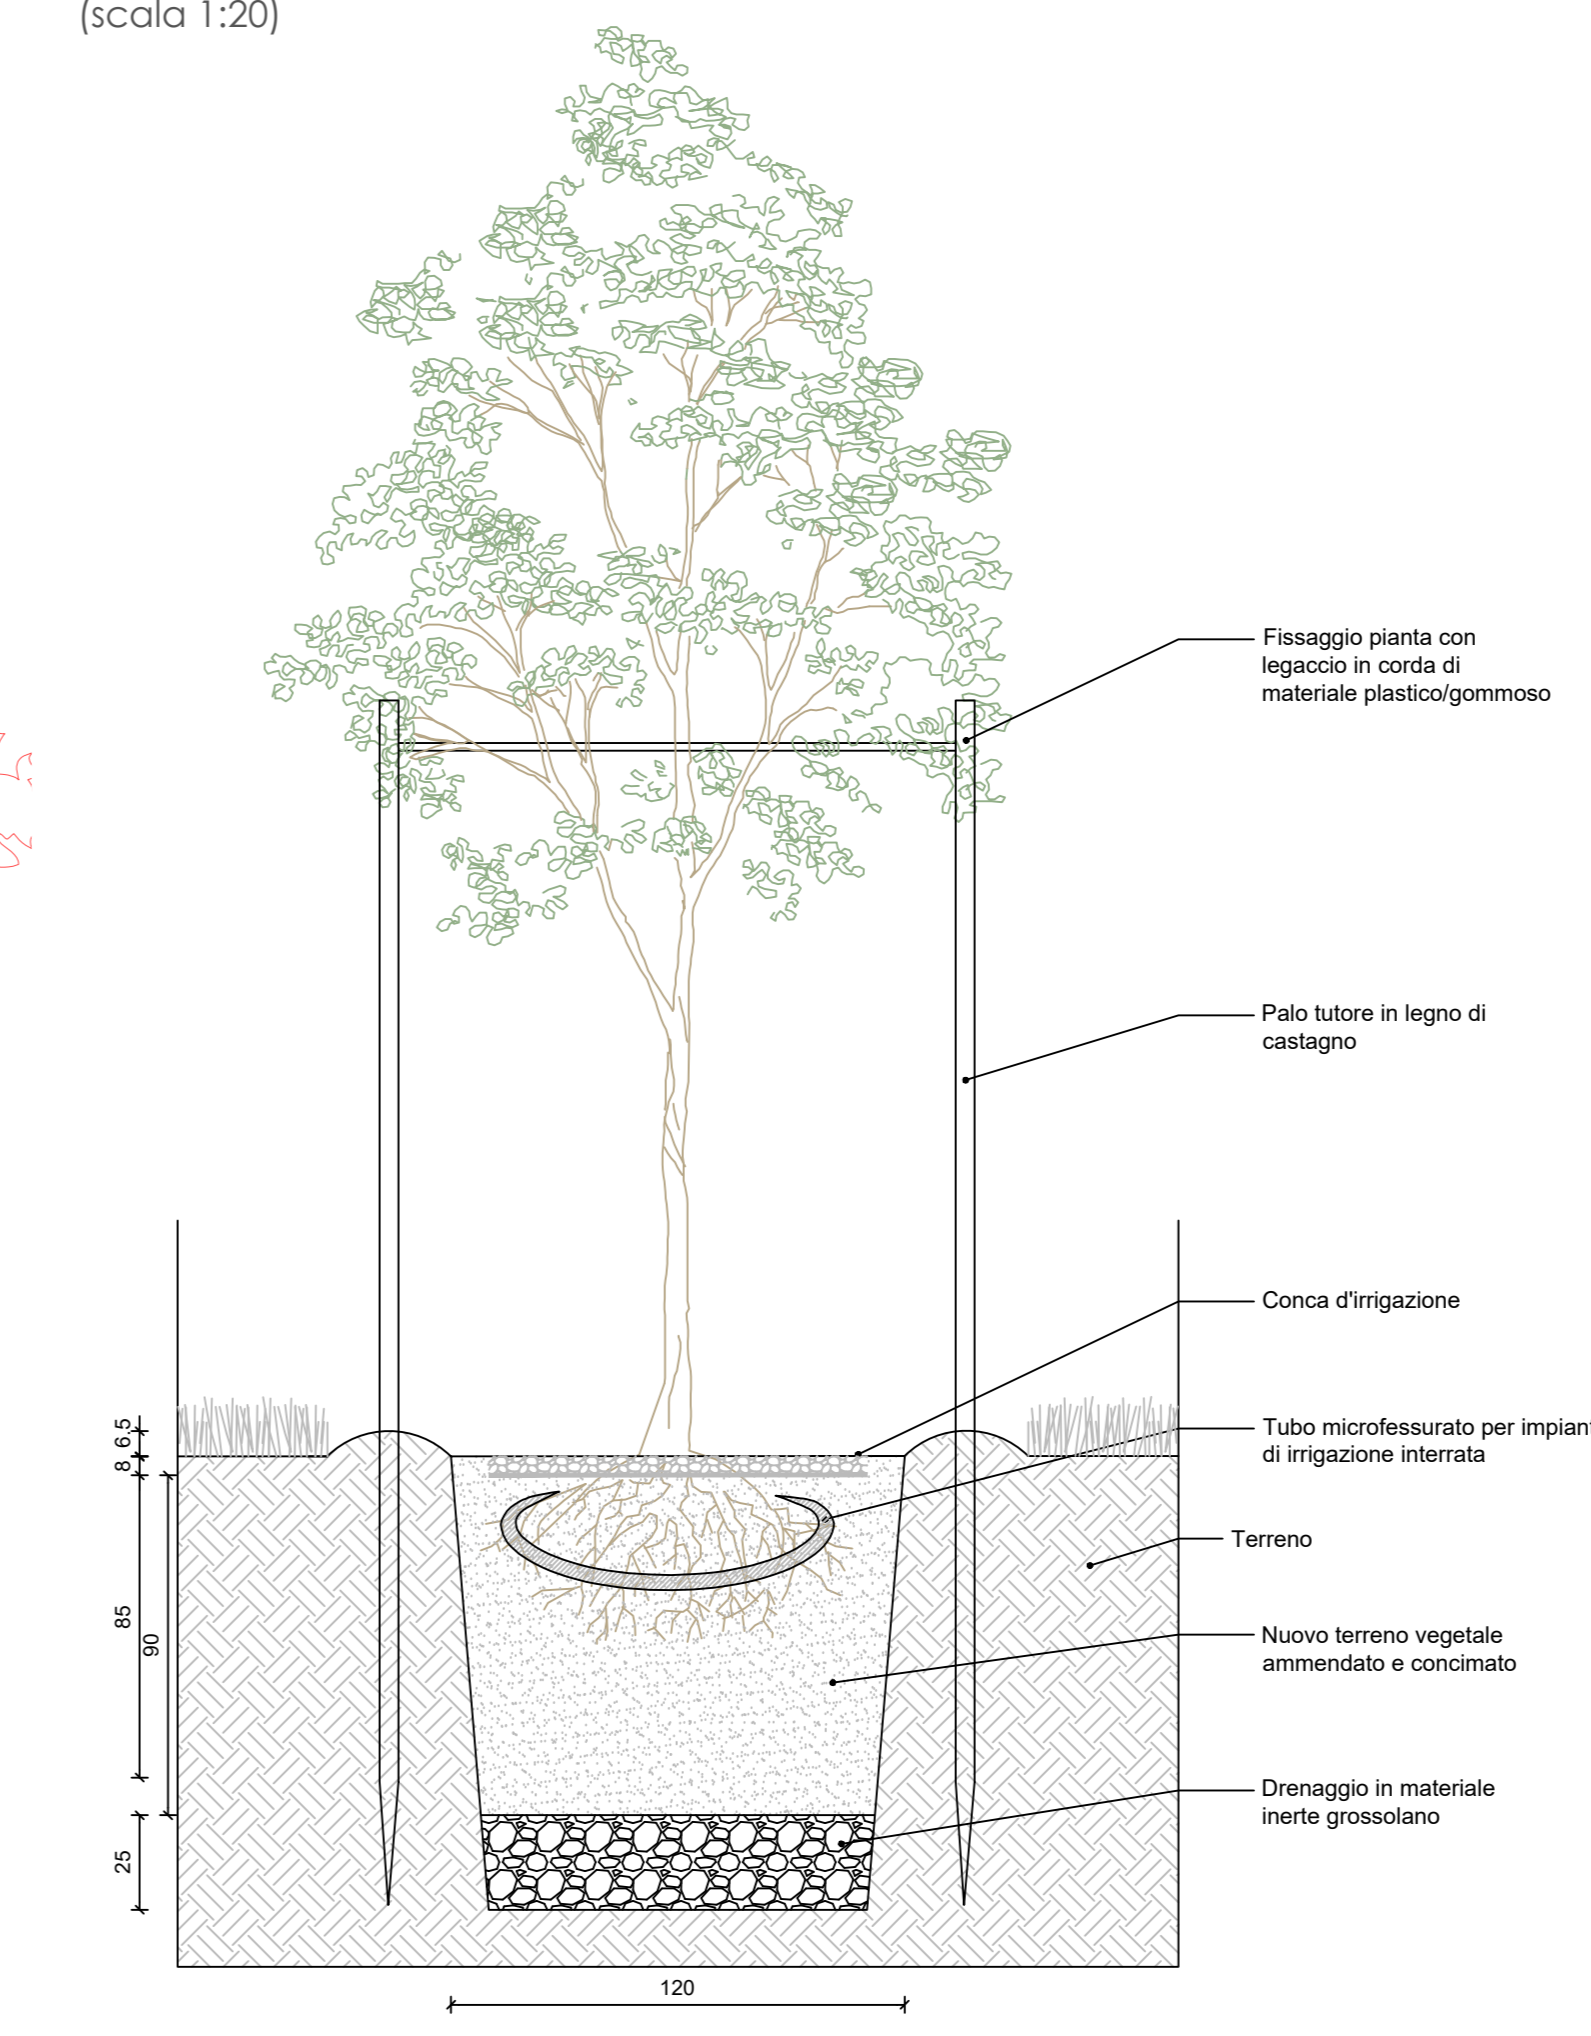 (scala 1:20)
Fissaggio pianta con
legaccio in corda di
materiale plastico/gommoso
Palo tutore in legno di
castagno
Conca d'irrigazione
Tubo microfessurato per impian
di irrigazione interrata
Terreno
Nuovo terreno vegetale
ammendato e concimato
Drenaggio in materiale
inerte grossolano
6.5
8
85
90
25
120